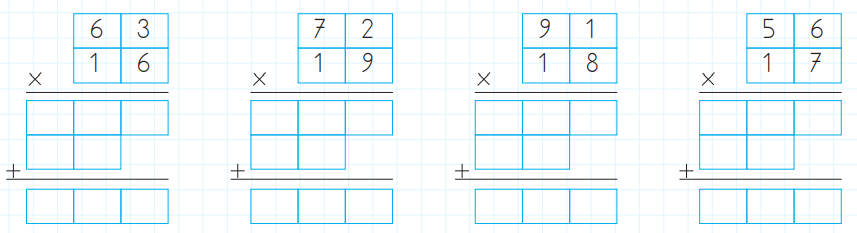 6 3 7 2 9 1 5 6
× 1 6 × 1 9 × 1 8 × 1 7
+ + + +